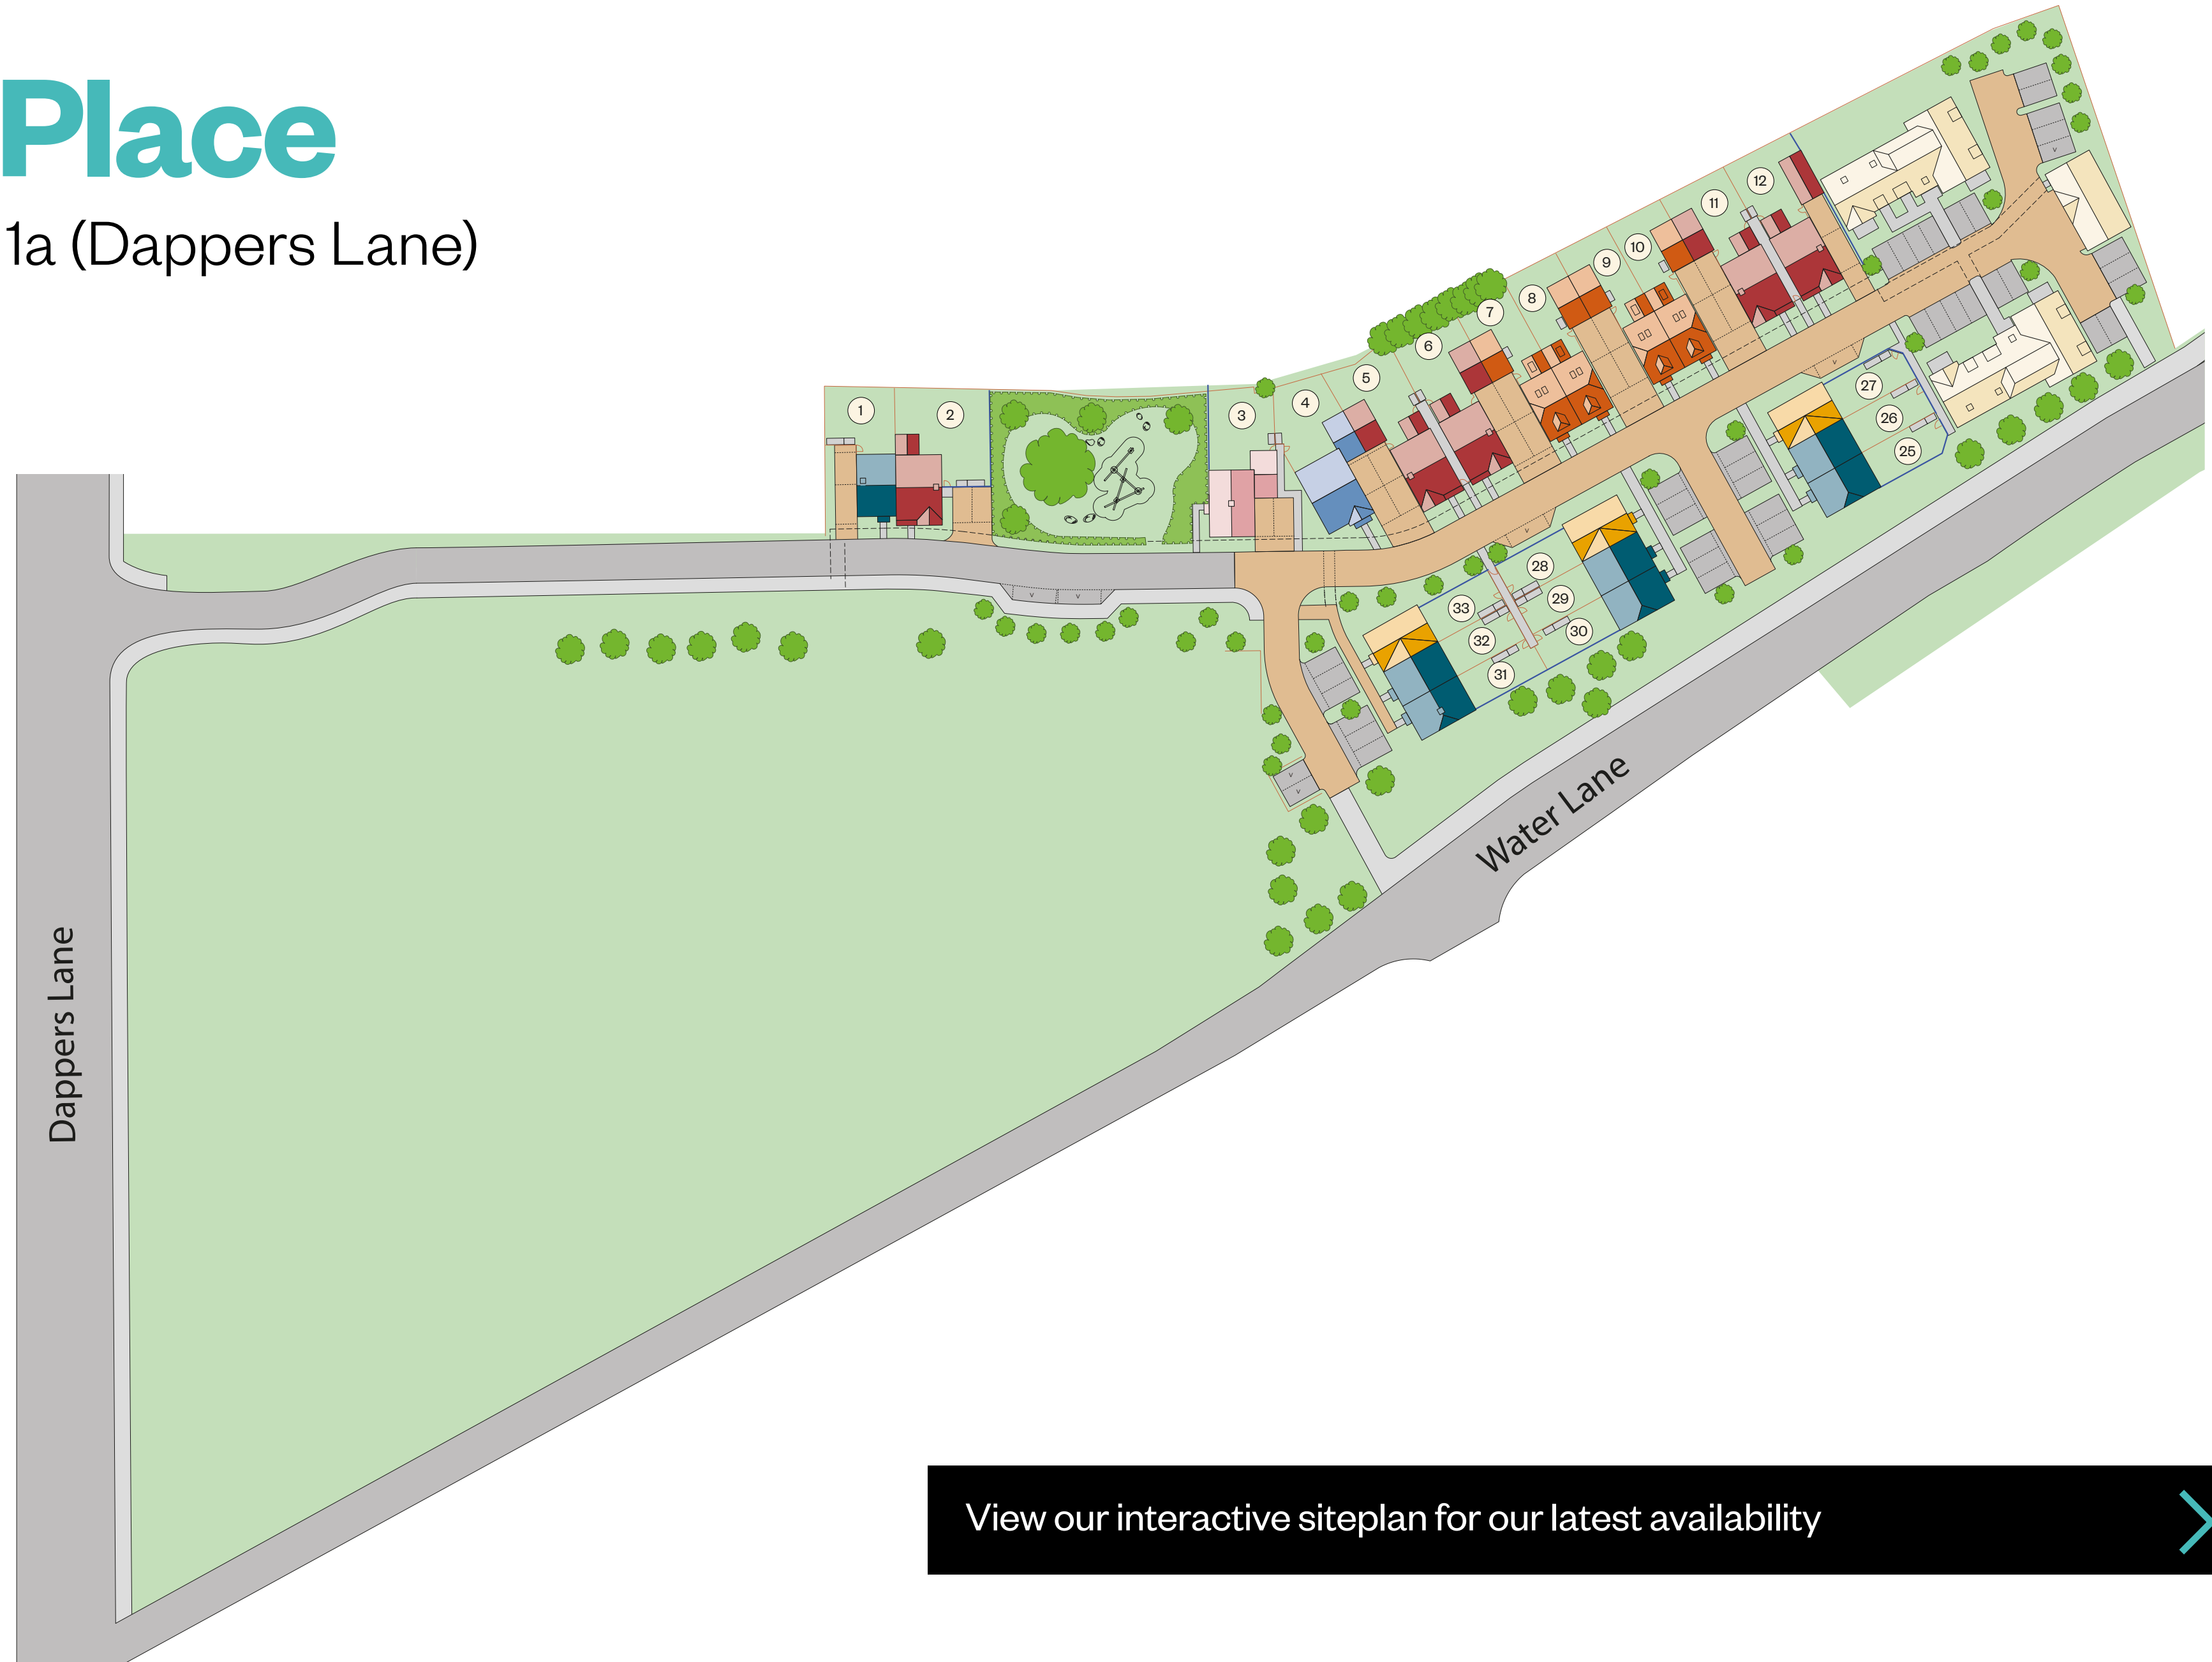 Place
1a (Dappers Lane)
12
11
10
9
8
7
6
5
4
3
2
1
27
26
25
28
29
30
33
32
31
v
v
v
v
v
v
v
Water Lane
Dappers Lane
View our interactive siteplan for our latest availability